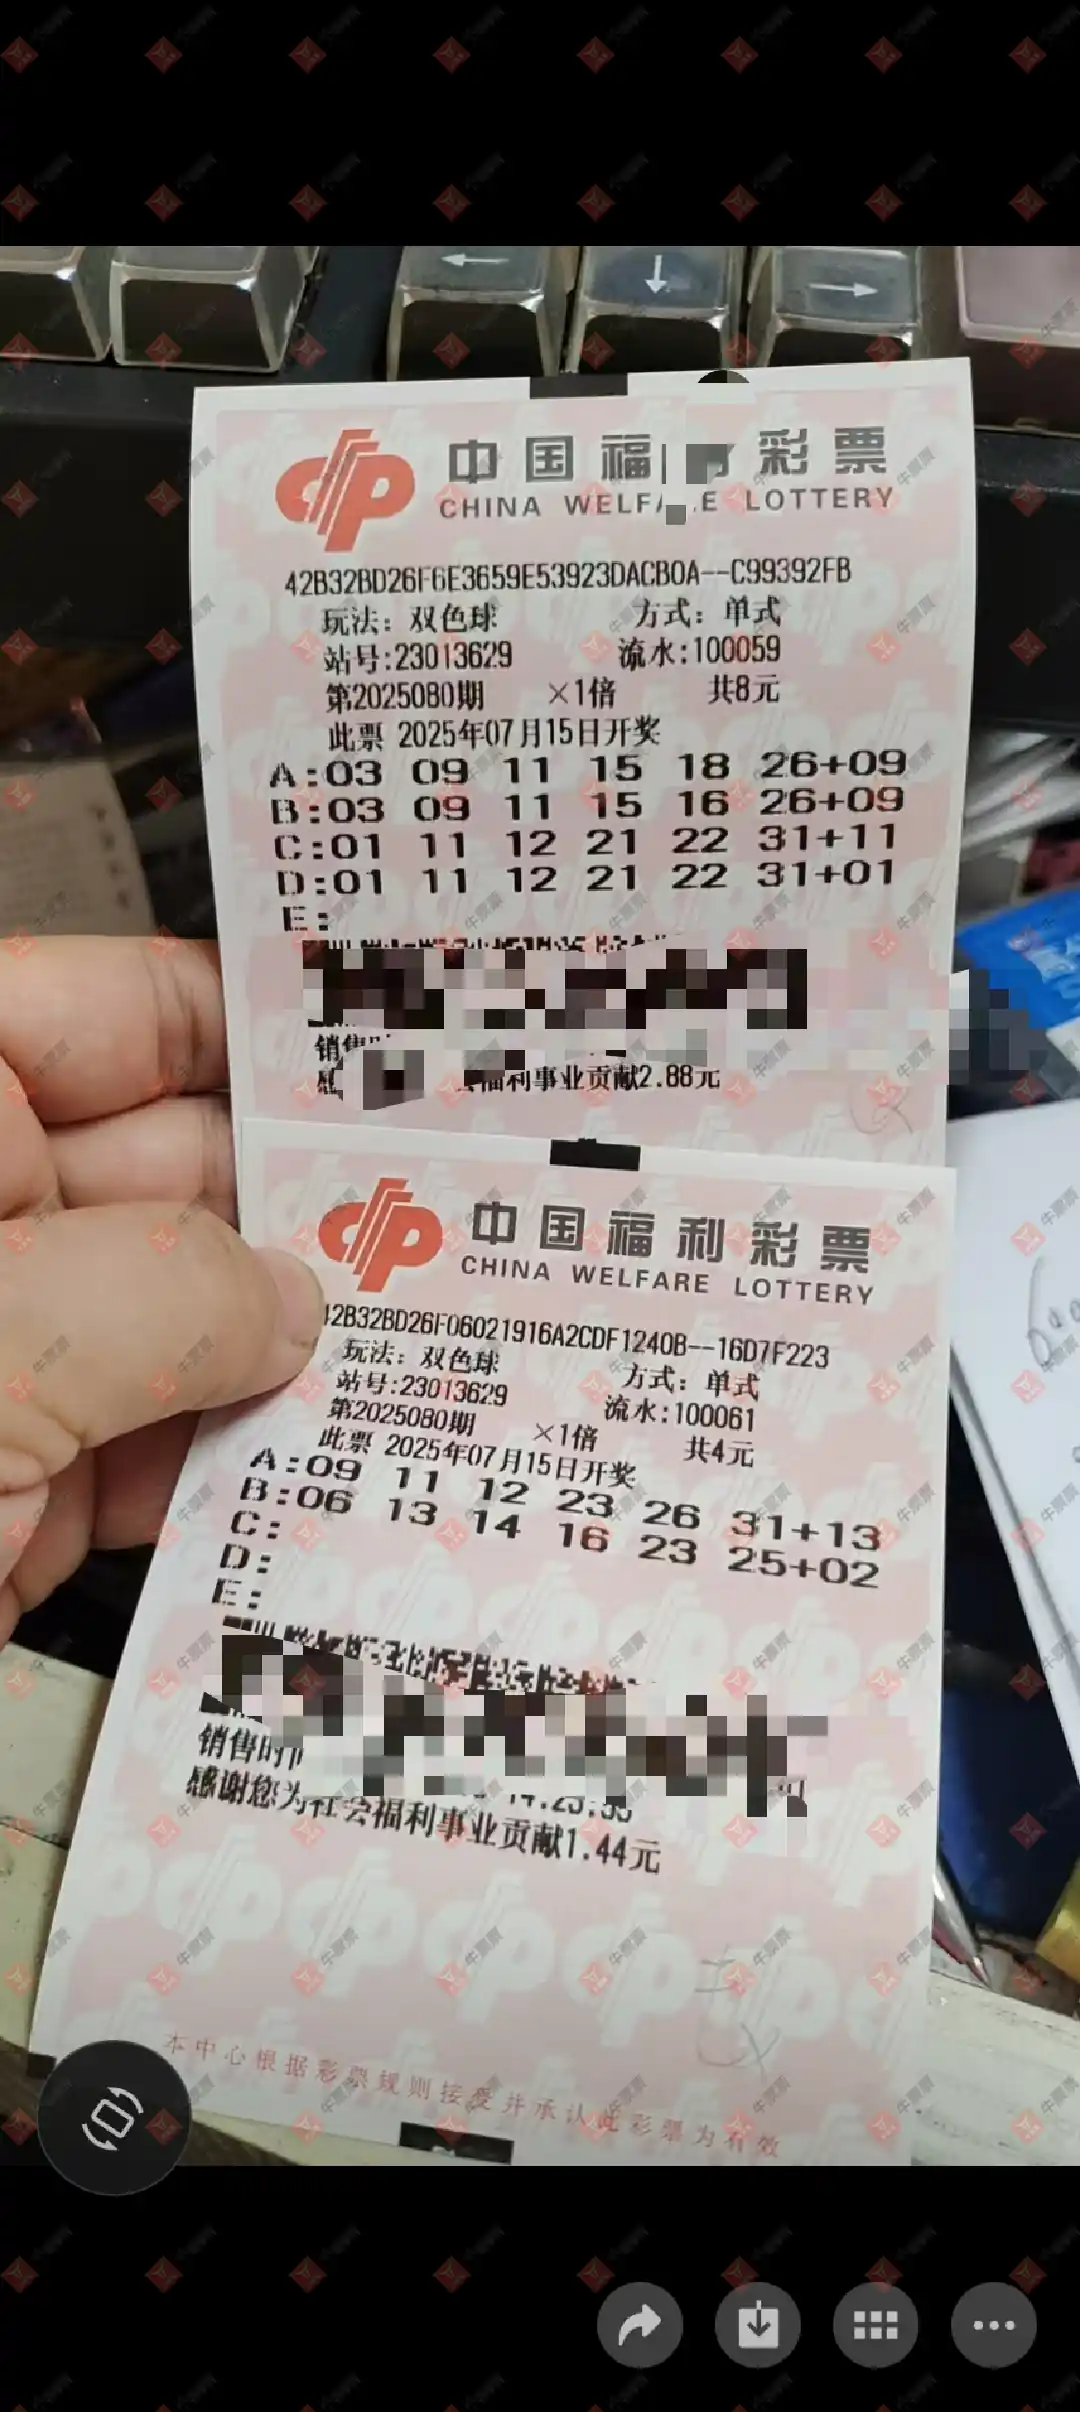 中国福 彩票
CHINA WELF E LOTTERY
42B32BD26F6E3659E53923DACB0A--C99392FB
玩法：双色球 方式：单式
站号:23013629 流水:100059
第2025080期 ×1倍 共8元
此票 2025年07月15日开奖
A:03 09 11 15 18 26+09
B:03 09 11 15 16 26+09
C:01 11 12 21 22 31+11
D:01 11 12 21 22 31+01
E:
销售
福利事业贡献2.88元
中国福利彩票
CHINA WELFARE LOTTERY
42B32BD26F06021916A2CDF1240B--16D7F223
玩法：双色球 方式：单式
站号:23013629 流水:100061
第2025080期 ×1倍 共4元
此票 2025年07月15日开奖
A:09 11 12 23 26 31+13
B:06 13 14 16 23 25+02
C:
D:
E:
销售时
感谢您为社会福利事业贡献1.44元
本中心根据彩票规则接受并承认此彩票为有效
牛票票